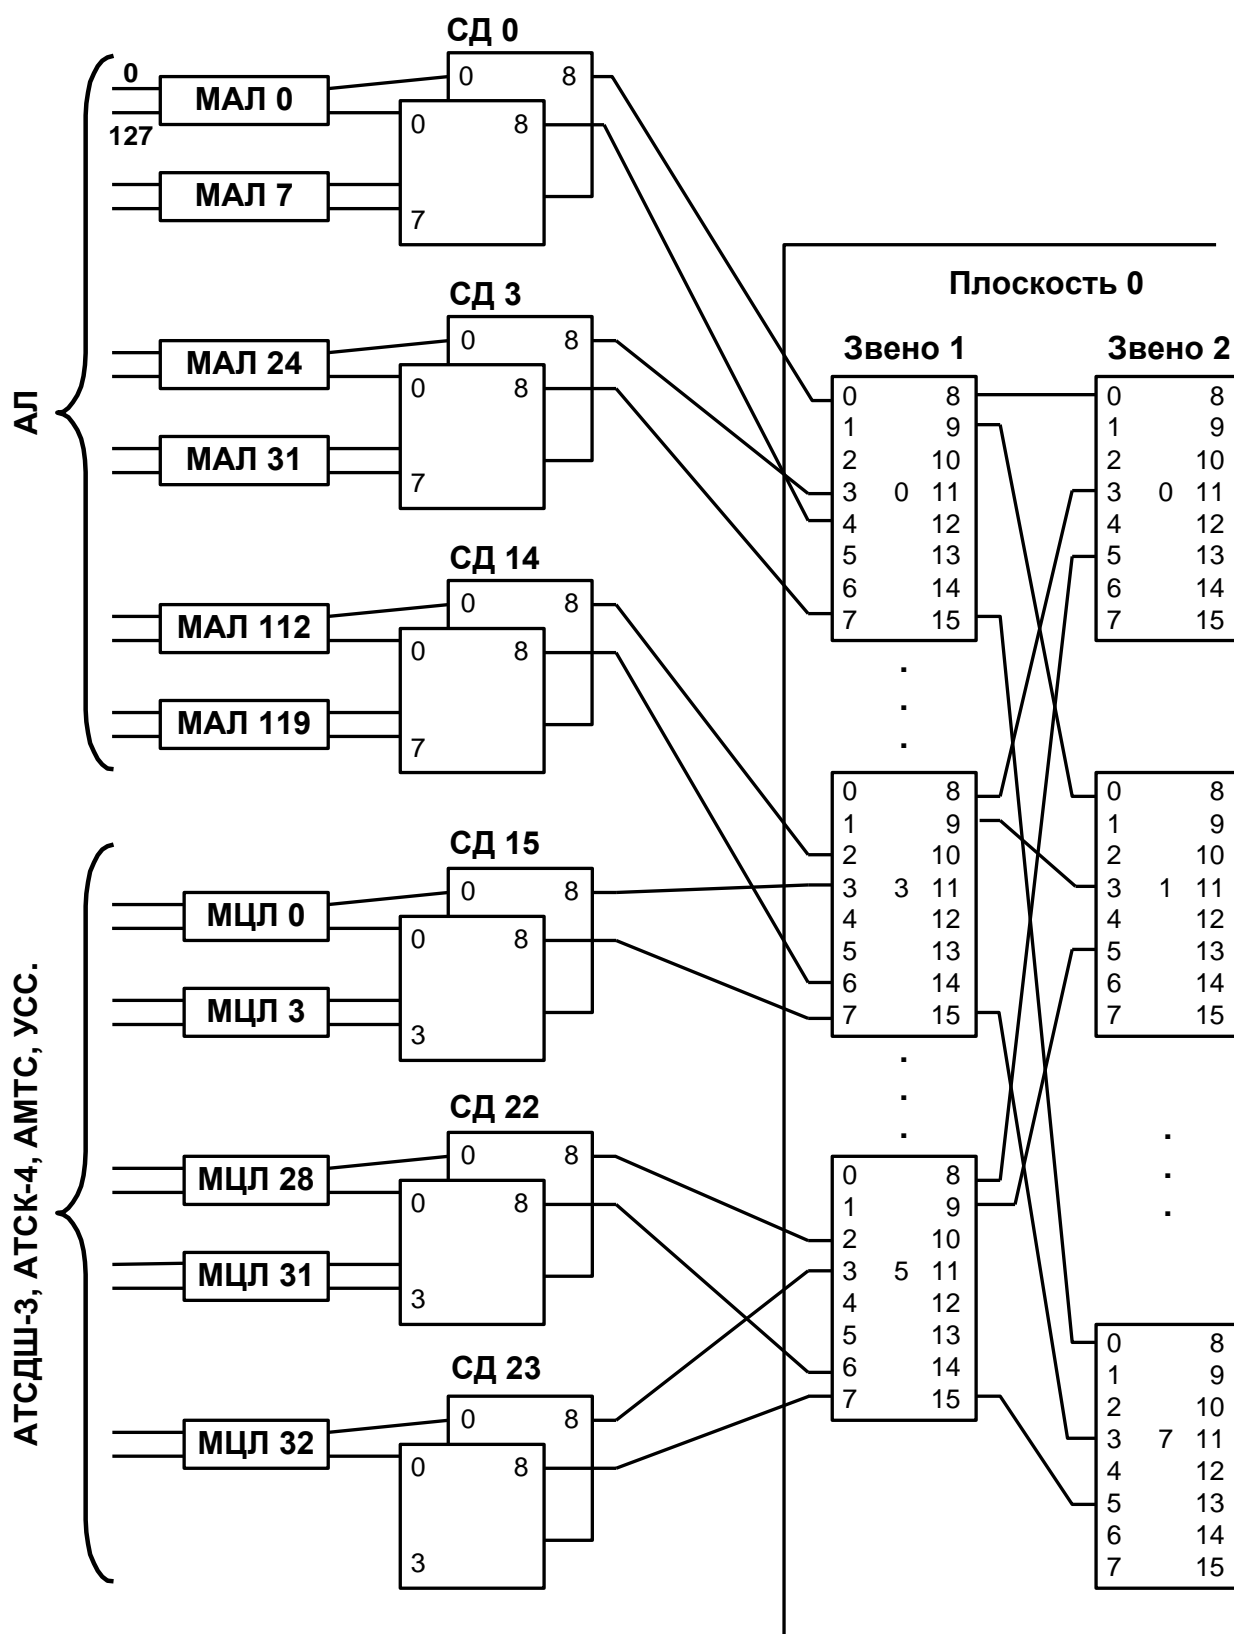 АЛ
АТСДШ-3, АТСК-4, АМТС, УСС.
0
127
МАЛ 0
МАЛ 7
СД 0
0 8
0 8
7
МАЛ 24
МАЛ 31
СД 3
0 8
0 8
7
МАЛ 112
МАЛ 119
СД 14
0 8
0 8
7
МЦЛ 0
МЦЛ 3
СД 15
0 8
0 8
3
МЦЛ 28
МЦЛ 31
СД 22
0 8
0 8
3
МЦЛ 32
СД 23
0 8
0 8
3
Плоскость 0
Звено 1
0 8
1 9
2 10
3 0 11
4 12
5 13
6 14
7 15
.
.
.
0 8
1 9
2 10
3 3 11
4 12
5 13
6 14
7 15
.
.
.
0 8
1 9
2 10
3 5 11
4 12
5 13
6 14
7 15
Звено 2
0 8
1 9
2 10
3 0 11
4 12
5 13
6 14
7 15
0 8
1 9
2 10
3 1 11
4 12
5 13
6 14
7 15
.
.
.
0 8
1 9
2 10
3 7 11
4 12
5 13
6 14
7 15